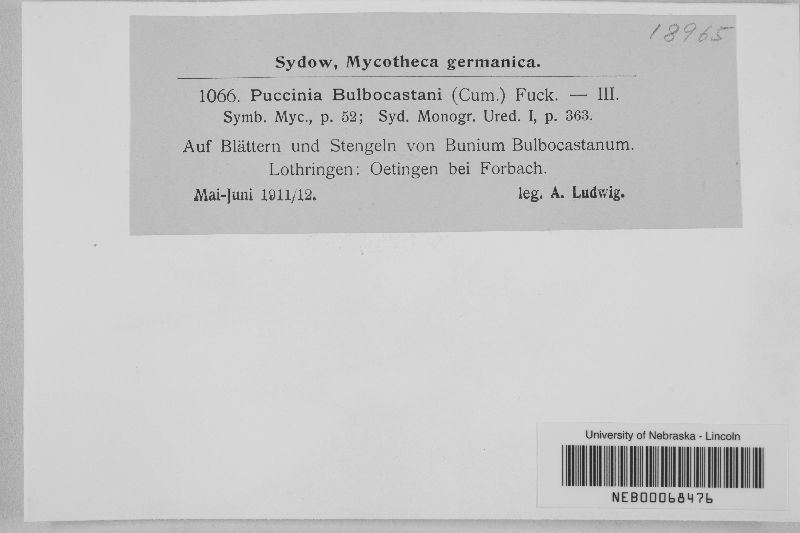 18965
Sydow, Mycotheca germanica.
1066. Puccinia Bulbocastani (Cum.) Fuck. — III.
Symb. Myc., p. 52; Syd. Monogr. Ured. I, p. 363.
Auf Blättern und Stengeln von Bunium Bulbocastanum.
Lothringen: Oetingen bei Forbach.
Mai-Juni 1911/12. leg. A. Ludwig.
University of Nebraska - Lincoln
NEB00068476